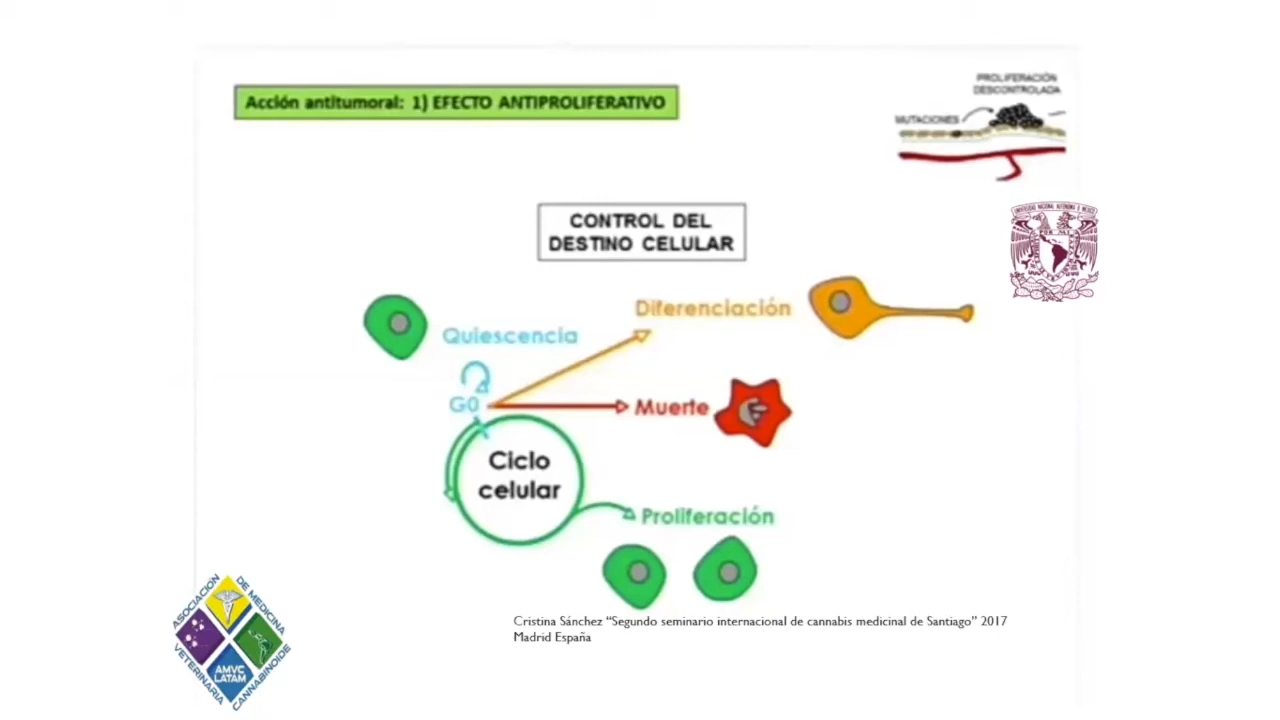 Acción antitumoral: 1) EFECTO ANTIPROLIFERATIVO
PROLIFERACIÓN
DESCONTROLADA
MUTACIONES
CONTROL DEL
DESTINO CELULAR
Diferenciación
Quiescencia
G0
Muerte
Ciclo
celular
Proliferación
Cristina Sánchez “Segundo seminario internacional de cannabis medicinal de Santiago” 2017
Madrid España
ASOCIACIÓN
DE MEDICINA
VETERINARIA
CANNABINOIDE
AMVC
LATAM